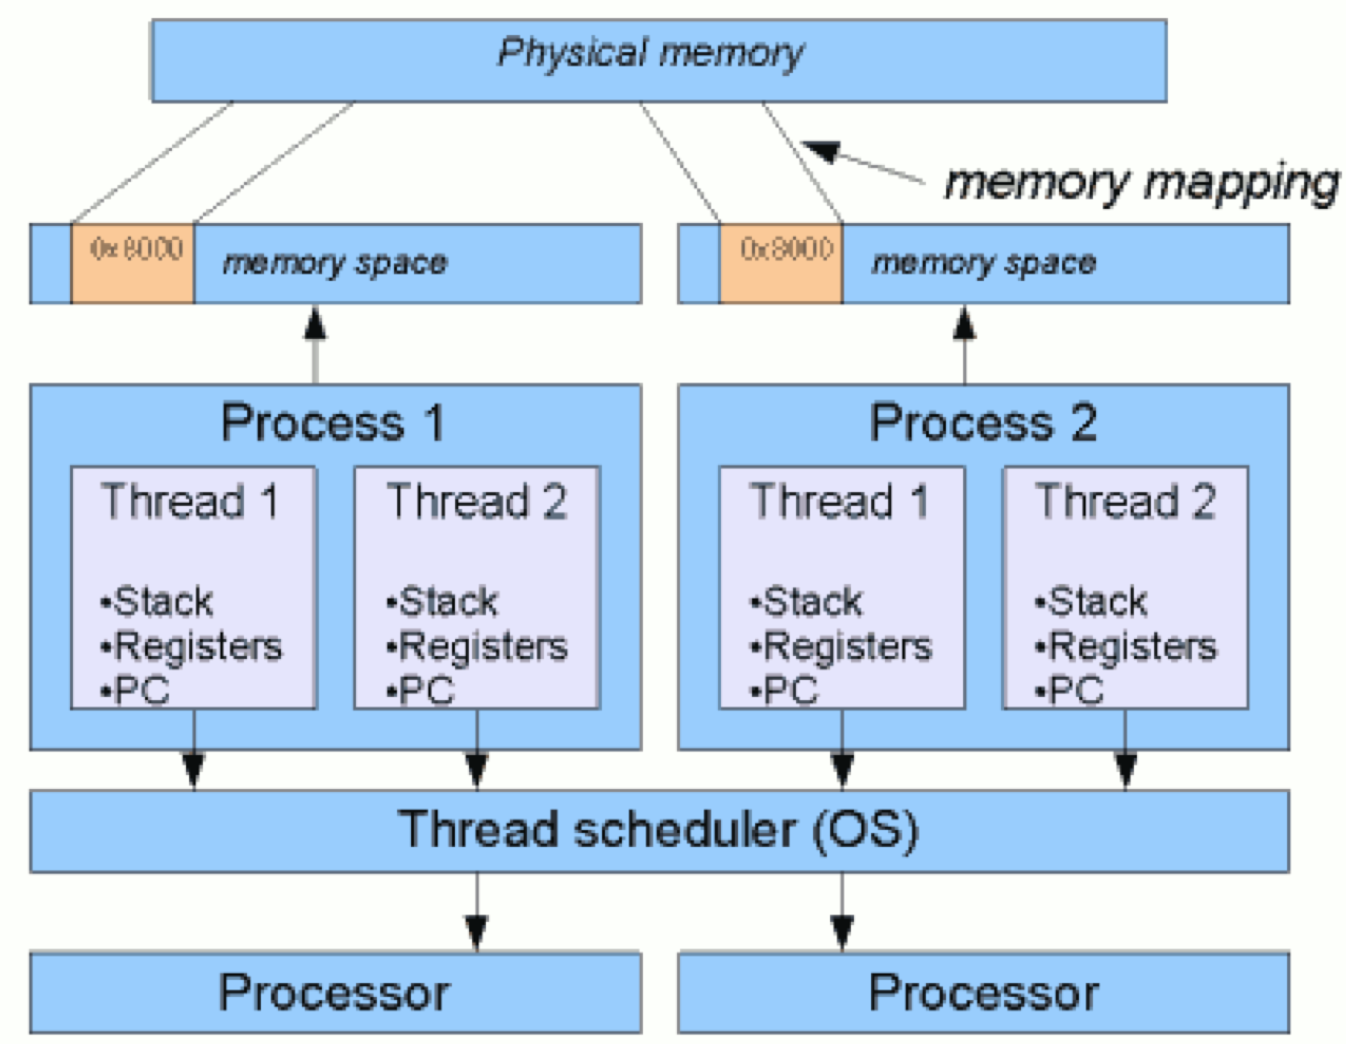 Physical memory
memory mapping
0x8000 memory space
0x8000 memory space
Process 1
Process 2
Thread 1
Thread 2
Thread 1
Thread 2
•Stack
•Registers
•PC
•Stack
•Registers
•PC
•Stack
•Registers
•PC
•Stack
•Registers
•PC
Thread scheduler (OS)
Processor
Processor